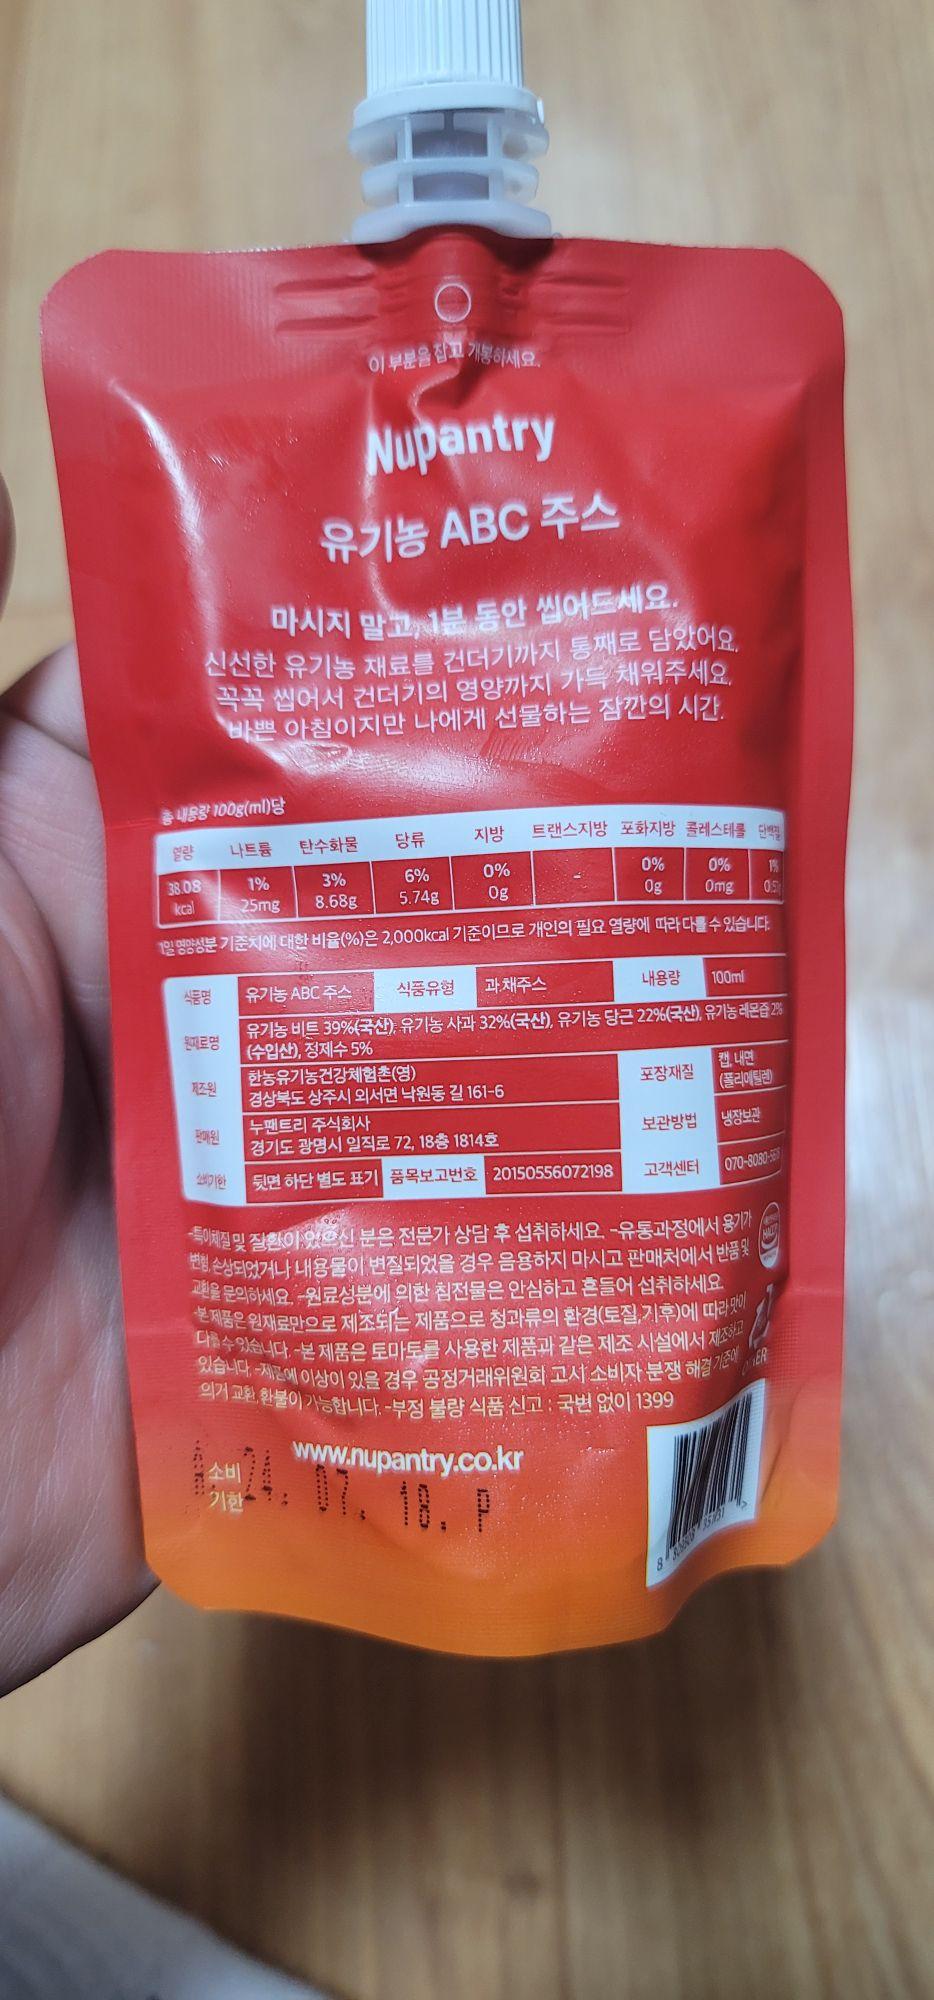 이 부분을 잡고 개봉하세요.
Nupantry
유기농 ABC 주스
마시지 말고, 1분 동안 씹어드세요.
신선한 유기농 재료를 건더기까지 통째로 담았어요.
꼭꼭 씹어서 건더기의 영양까지 가득 채워주세요.
바쁜 아침이지만 나에게 선물하는 잠깐의 시간.
총 내용량 100g(ml)당
열량 나트륨 탄수화물 당류 지방 트랜스지방 포화지방 콜레스테롤 단백질
38.08 1% 3% 6% 0% 0% 0% 1%
kcal 25mg 8.68g 5.74g 0g 0g 0mg
1일 영양성분 기준치에 대한 비율(%)은 2,000kcal 기준이므로 개인의 필요 열량에 따라 다를 수 있습니다.
식품명 유기농 ABC 주스 식품유형 과.채주스 내용량 100ml
원재료명 유기농 비트 39%(국산), 유기농 사과 32%(국산), 유기농 당근 22%(국산), 유기농 레몬즙 2%
(수입산), 정제수 5%
제조원 한농유기농건강체험촌(영)
경상북도 상주시 외서면 낙원동 길 161-6
포장재질 캡, 내면
(폴리에틸렌)
판매원 누팬트리 주식회사
경기도 광명시 일직로 72, 18층 1814호
보관방법 냉장보관
소비기한 뒷면 하단 별도 표기 품목보고번호 20150556072198 고객센터 070-8080-
-특이체질 및 질환이 있으신 분은 전문가 상담 후 섭취하세요. -유통과정에서 용기가
변형, 손상되었거나 내용물이 변질되었을 경우 음용하지 마시고 판매처에서 반품 및
교환을 문의하세요. -원료성분에 의한 침전물은 안심하고 흔들어 섭취하세요.
-본 제품은 원재료만으로 제조되는 제품으로 청과류의 환경(토질,기후)에 따라 맛이
다를 수 있습니다. -본 제품은 토마토를 사용한 제품과 같은 제조 시설에서 제조하고
있습니다. -제품에 이상이 있을 경우 공정거래위원회 고시 소비자 분쟁 해결 기준에
의거 교환, 환불이 가능합니다. -부정 불량 식품 신고 : 국번 없이 1399
HACCP
www.nupantry.co.kr
소비
기한
24. 07. 18. P